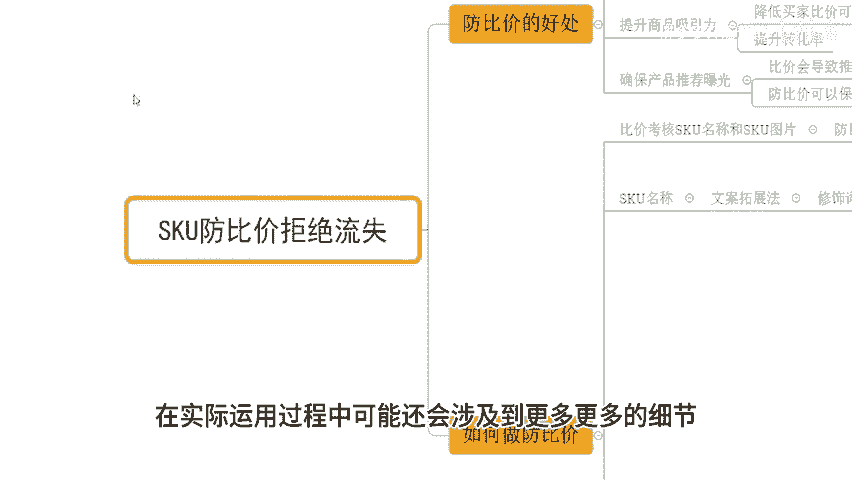 防比价的好处
提升商品吸引力
降低买家比价可
提升转化率
确保产品推荐曝光
比价会导致推
防比价可以保
比价考核SKU名称和SKU图片
防
SKU名称
文案拓展法
修饰词
SKU防比价拒绝流失
在实际运用过程中可能还会涉及到更多更多的细节
如何做防比价